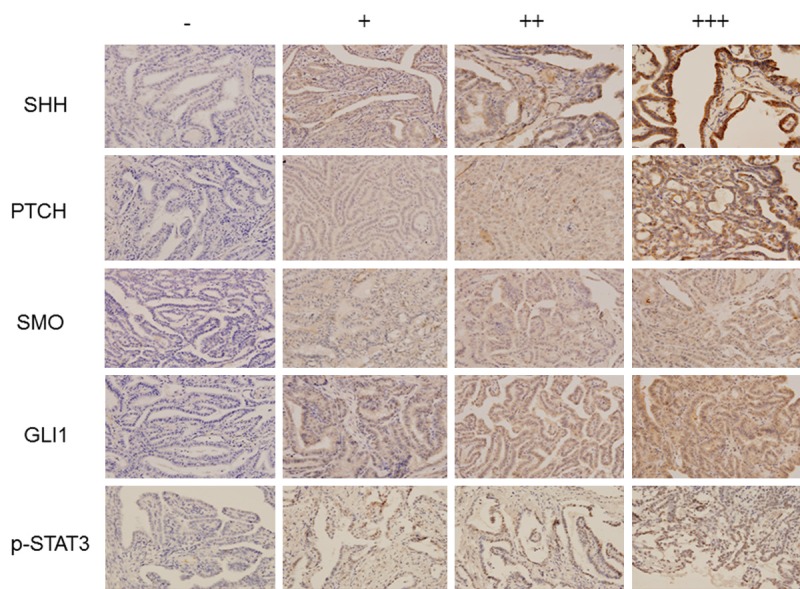 - + ++ +++
SHH
PTCH
SMO
GLI1
p-STAT3